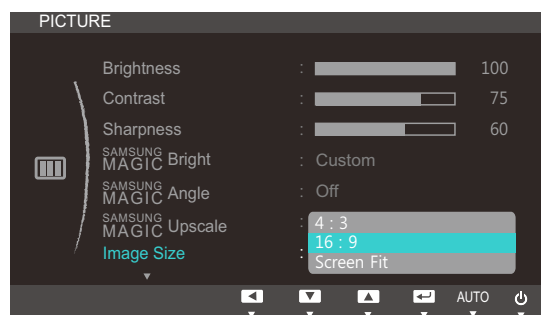 PICTURE
Brightness : 100
Contrast : 75
Sharpness : 60
SAMSUNG MAGIC Bright : Custom
SAMSUNG MAGIC Angle : Off
SAMSUNG MAGIC Upscale : 4 : 3
16 : 9
Image Size : Screen Fit
AUTO